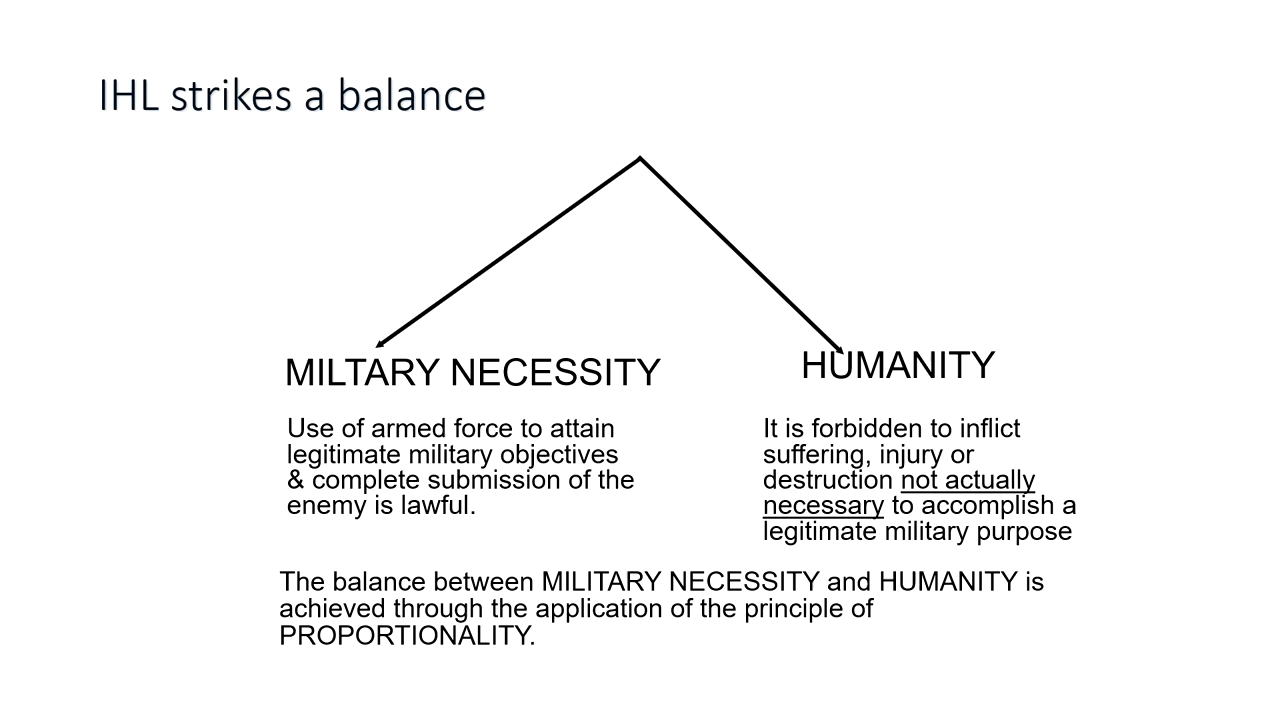 IHL strikes a balance
MILTARY NECESSITY
Use of armed force to attain
legitimate military objectives
& complete submission of the
enemy is lawful.
HUMANITY
It is forbidden to inflict
suffering, injury or
destruction not actually
necessary to accomplish a
legitimate military purpose
The balance between MILITARY NECESSITY and HUMANITY is
achieved through the application of the principle of
PROPORTIONALITY.